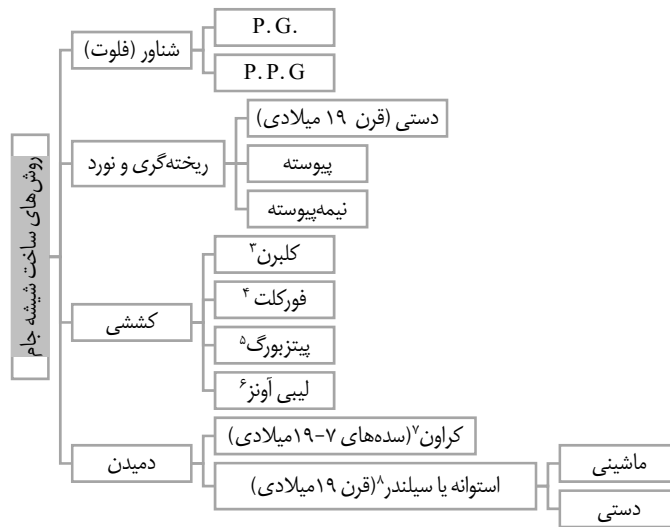 روش‌های ساخت شیشه جام
شناور (فلوت)
P. G.
P. P. G
ریخته‌گری و نورد
دستی (قرن ۱۹ میلادی)
پیوسته
نیمه‌پیوسته
کششی
کلبرن۳
فورکلت ۴
پیتزبورگ۵
لیبی آونز۶
دمیدن
کراون۷(سده‌های ۷-۱۹میلادی)
استوانه یا سیلندر۸(قرن ۱۹میلادی)
ماشینی
دستی